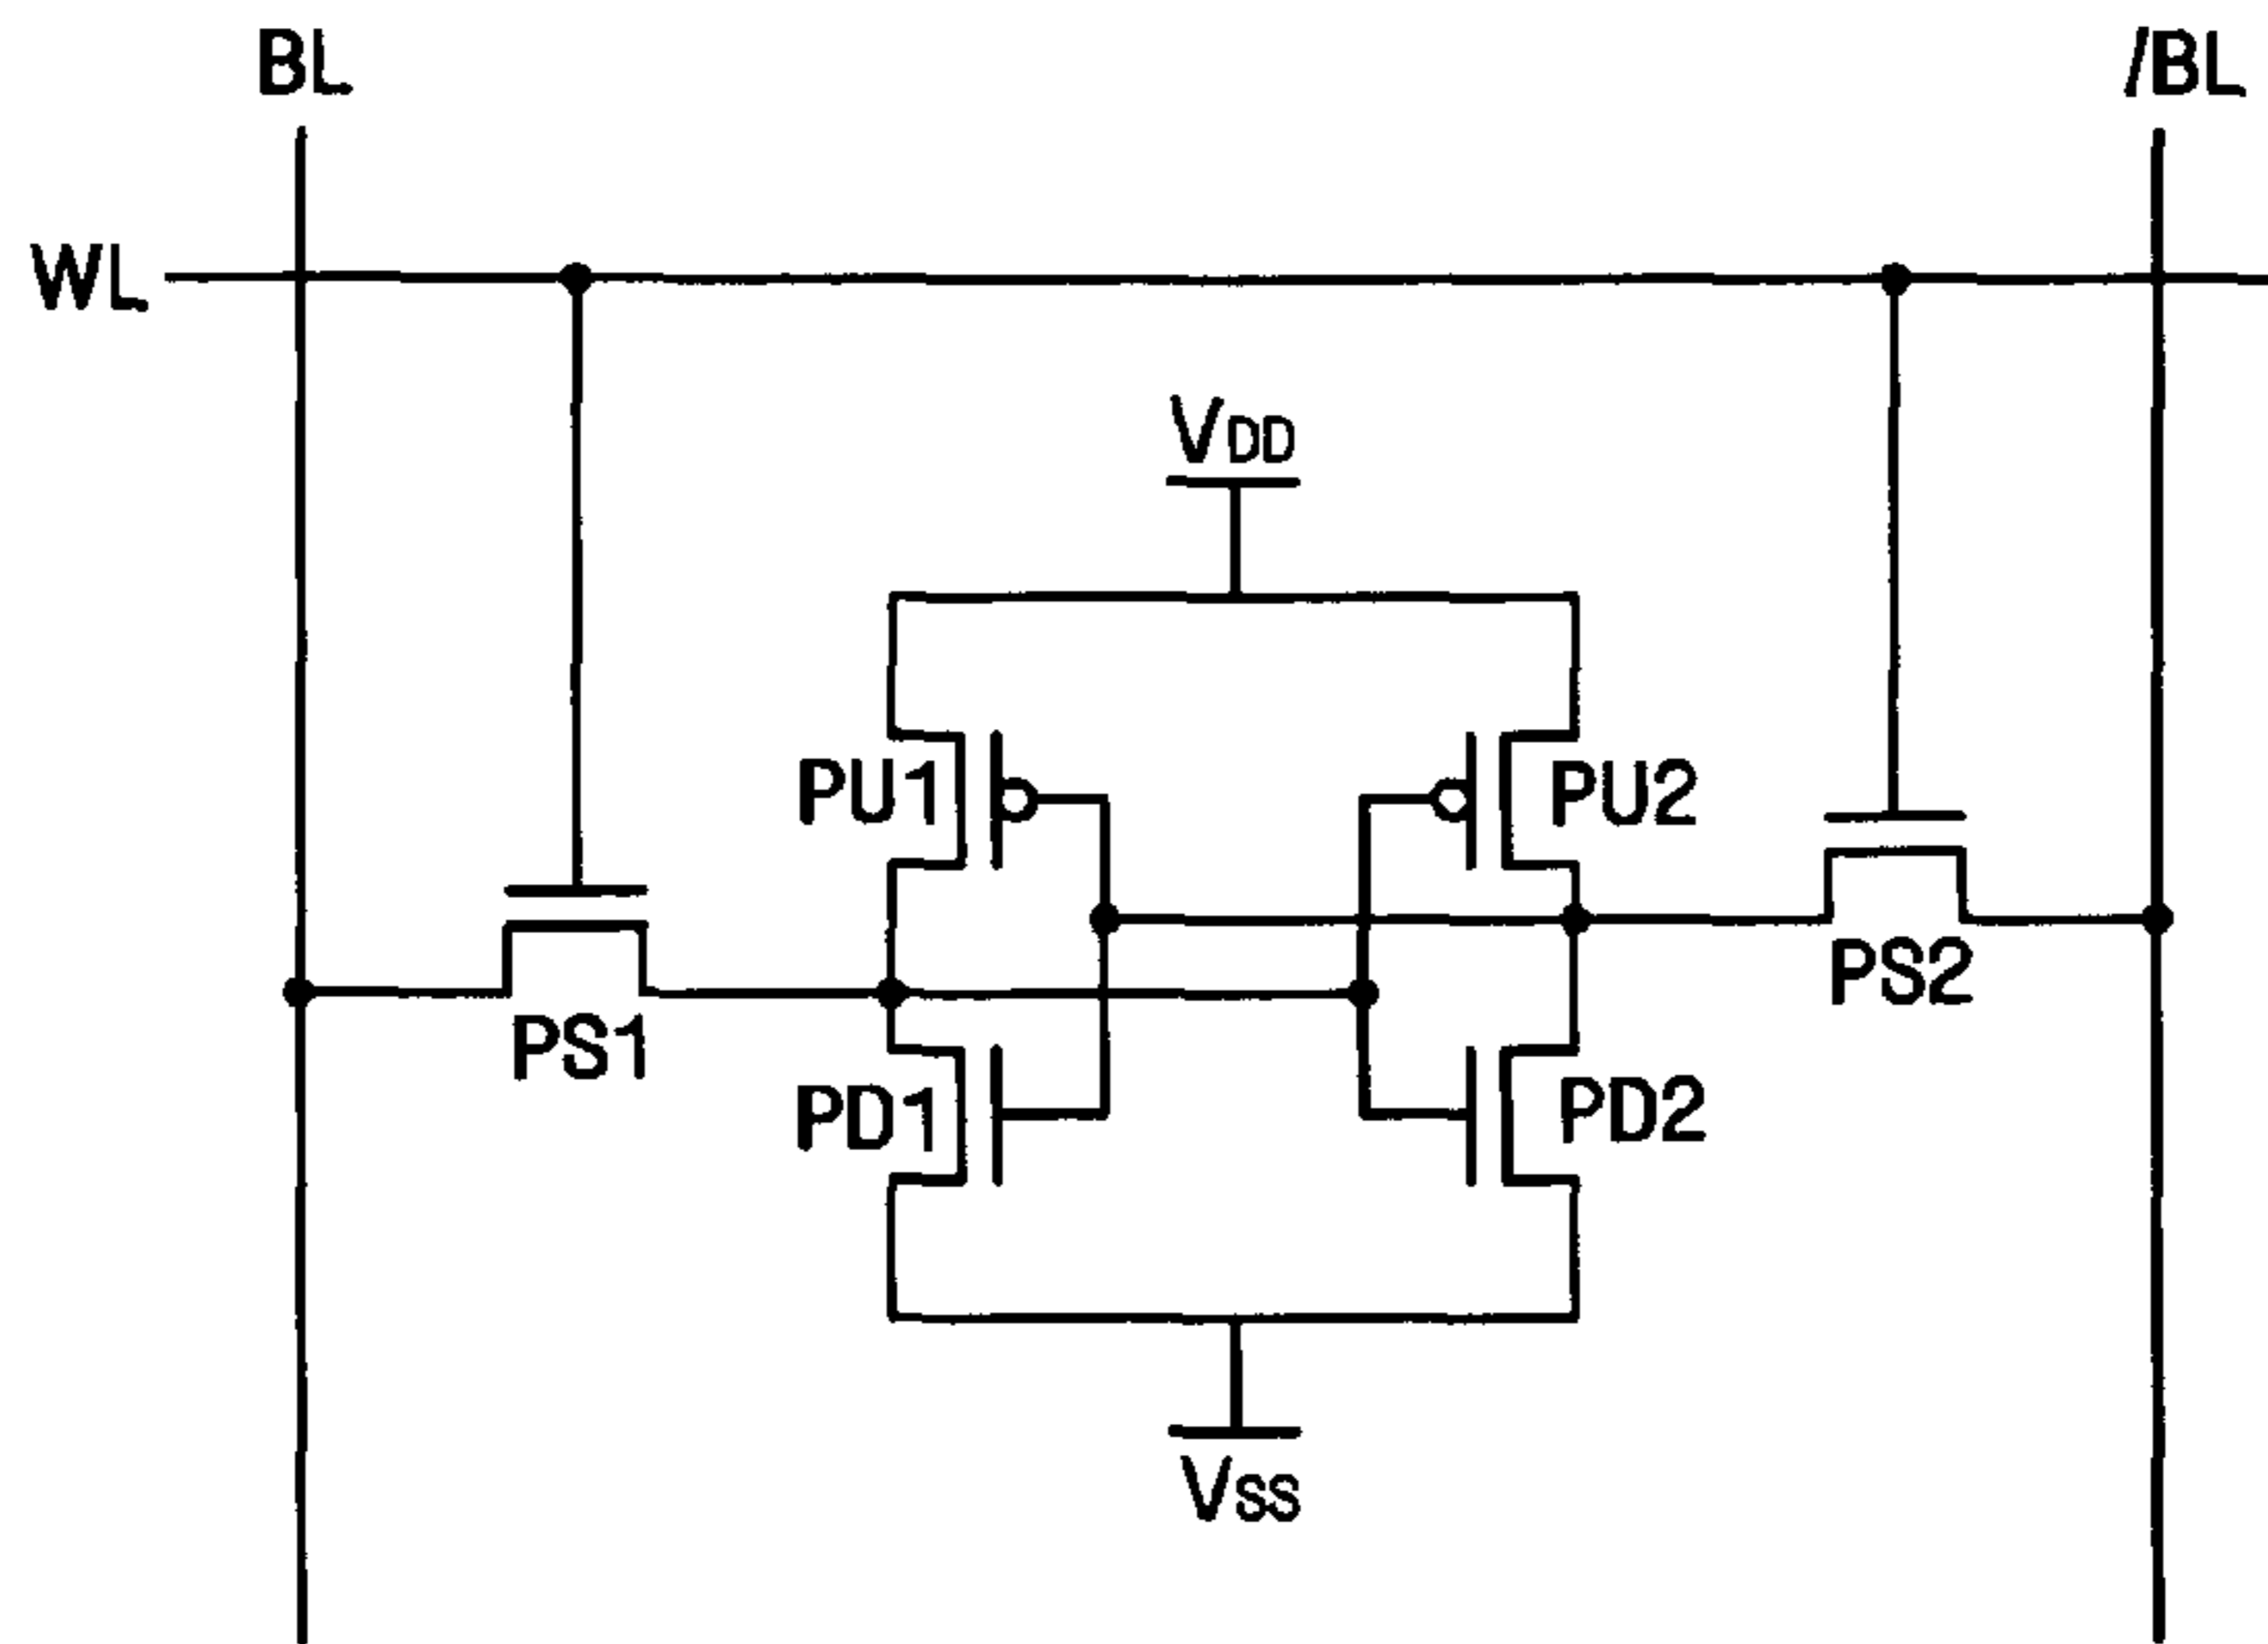 BL
/BL
WL
VDD
PU1
PU2
PS2
PS1
PD1
PD2
VSS